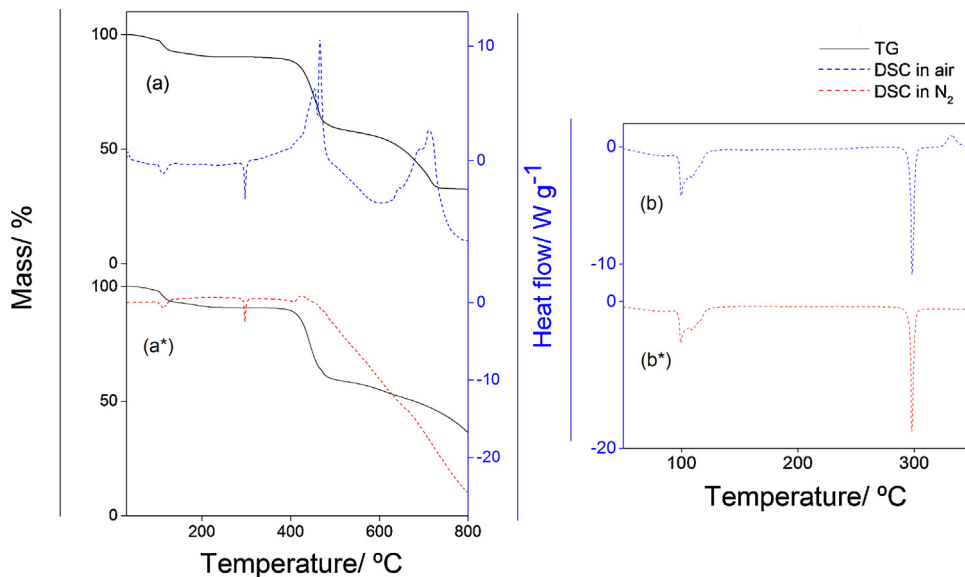 Mass/ %
100
50
0
100
50
0
(a)
(a*)
10
0
0
-10
-20
200
400
600
800
Temperature/ ºC
TG
DSC in air
DSC in N₂
Heat flow/ W g⁻¹
0
-10
0
-20
(b)
(b*)
100
200
300
Temperature/ ºC